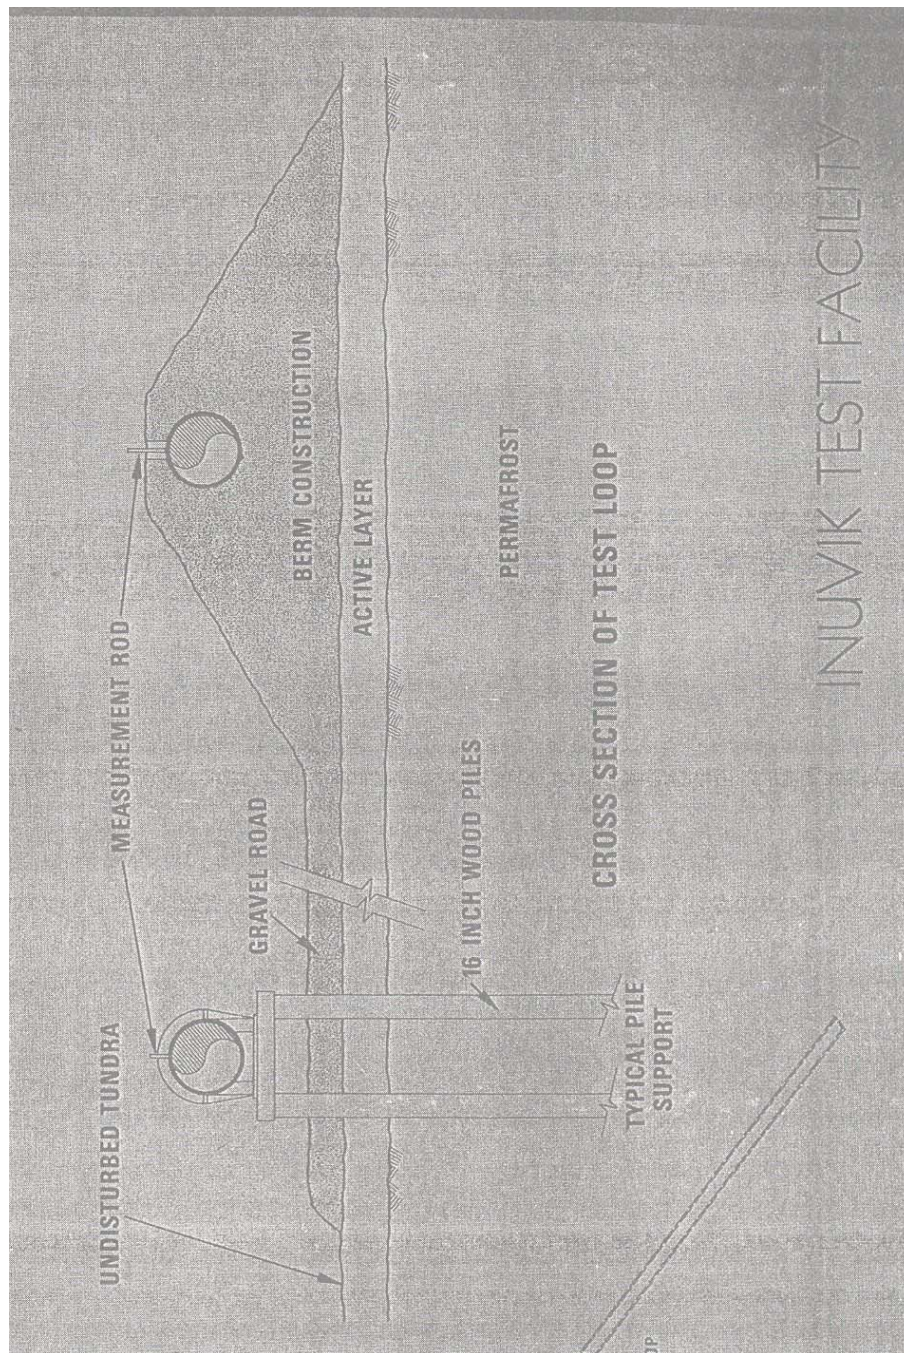 UNDISTURBED TUNDRA
MEASUREMENT ROD
GRAVEL ROAD
BERM CONSTRUCTION
ACTIVE LAYER
16 INCH WOOD PILES
PERMAFROST
TYPICAL PILE
SUPPORT
CROSS SECTION OF TEST LOOP
INUVIK TEST FACILITY
OP